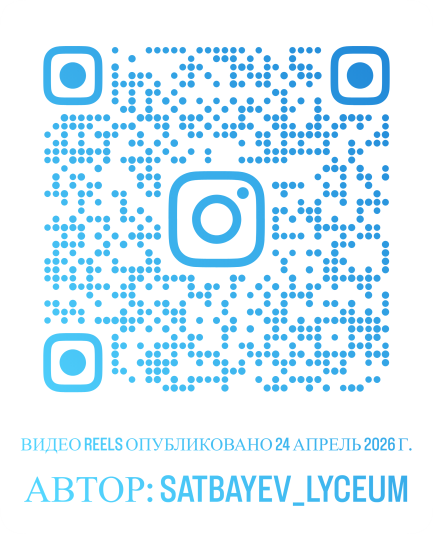 ВИДЕО REELS ОПУБЛИКОВАНО 24 АПРЕЛЬ 2026 Г.
АВТОР: SATBAYEV_LYCEUM